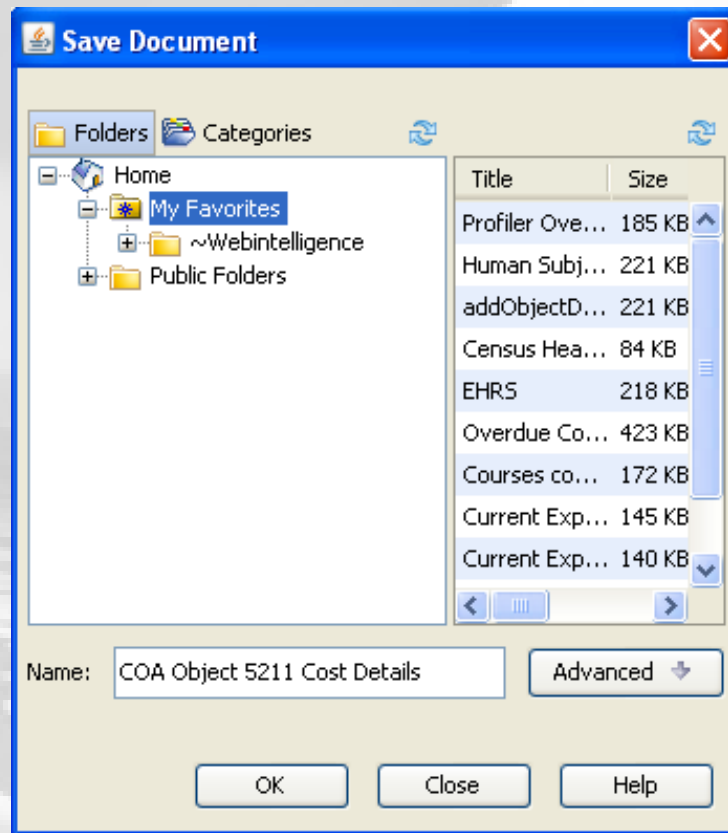 Save Document
Folders Categories
Home
My Favorites
~Webintelligence
Public Folders
Title Size
Profiler Ove... 185 KB
Human Subj... 221 KB
addObjectD... 221 KB
Census Hea... 84 KB
EHRS 218 KB
Overdue Co... 423 KB
Courses co... 172 KB
Current Exp... 145 KB
Current Exp... 140 KB
Name: COA Object 5211 Cost Details Advanced
OK Close Help